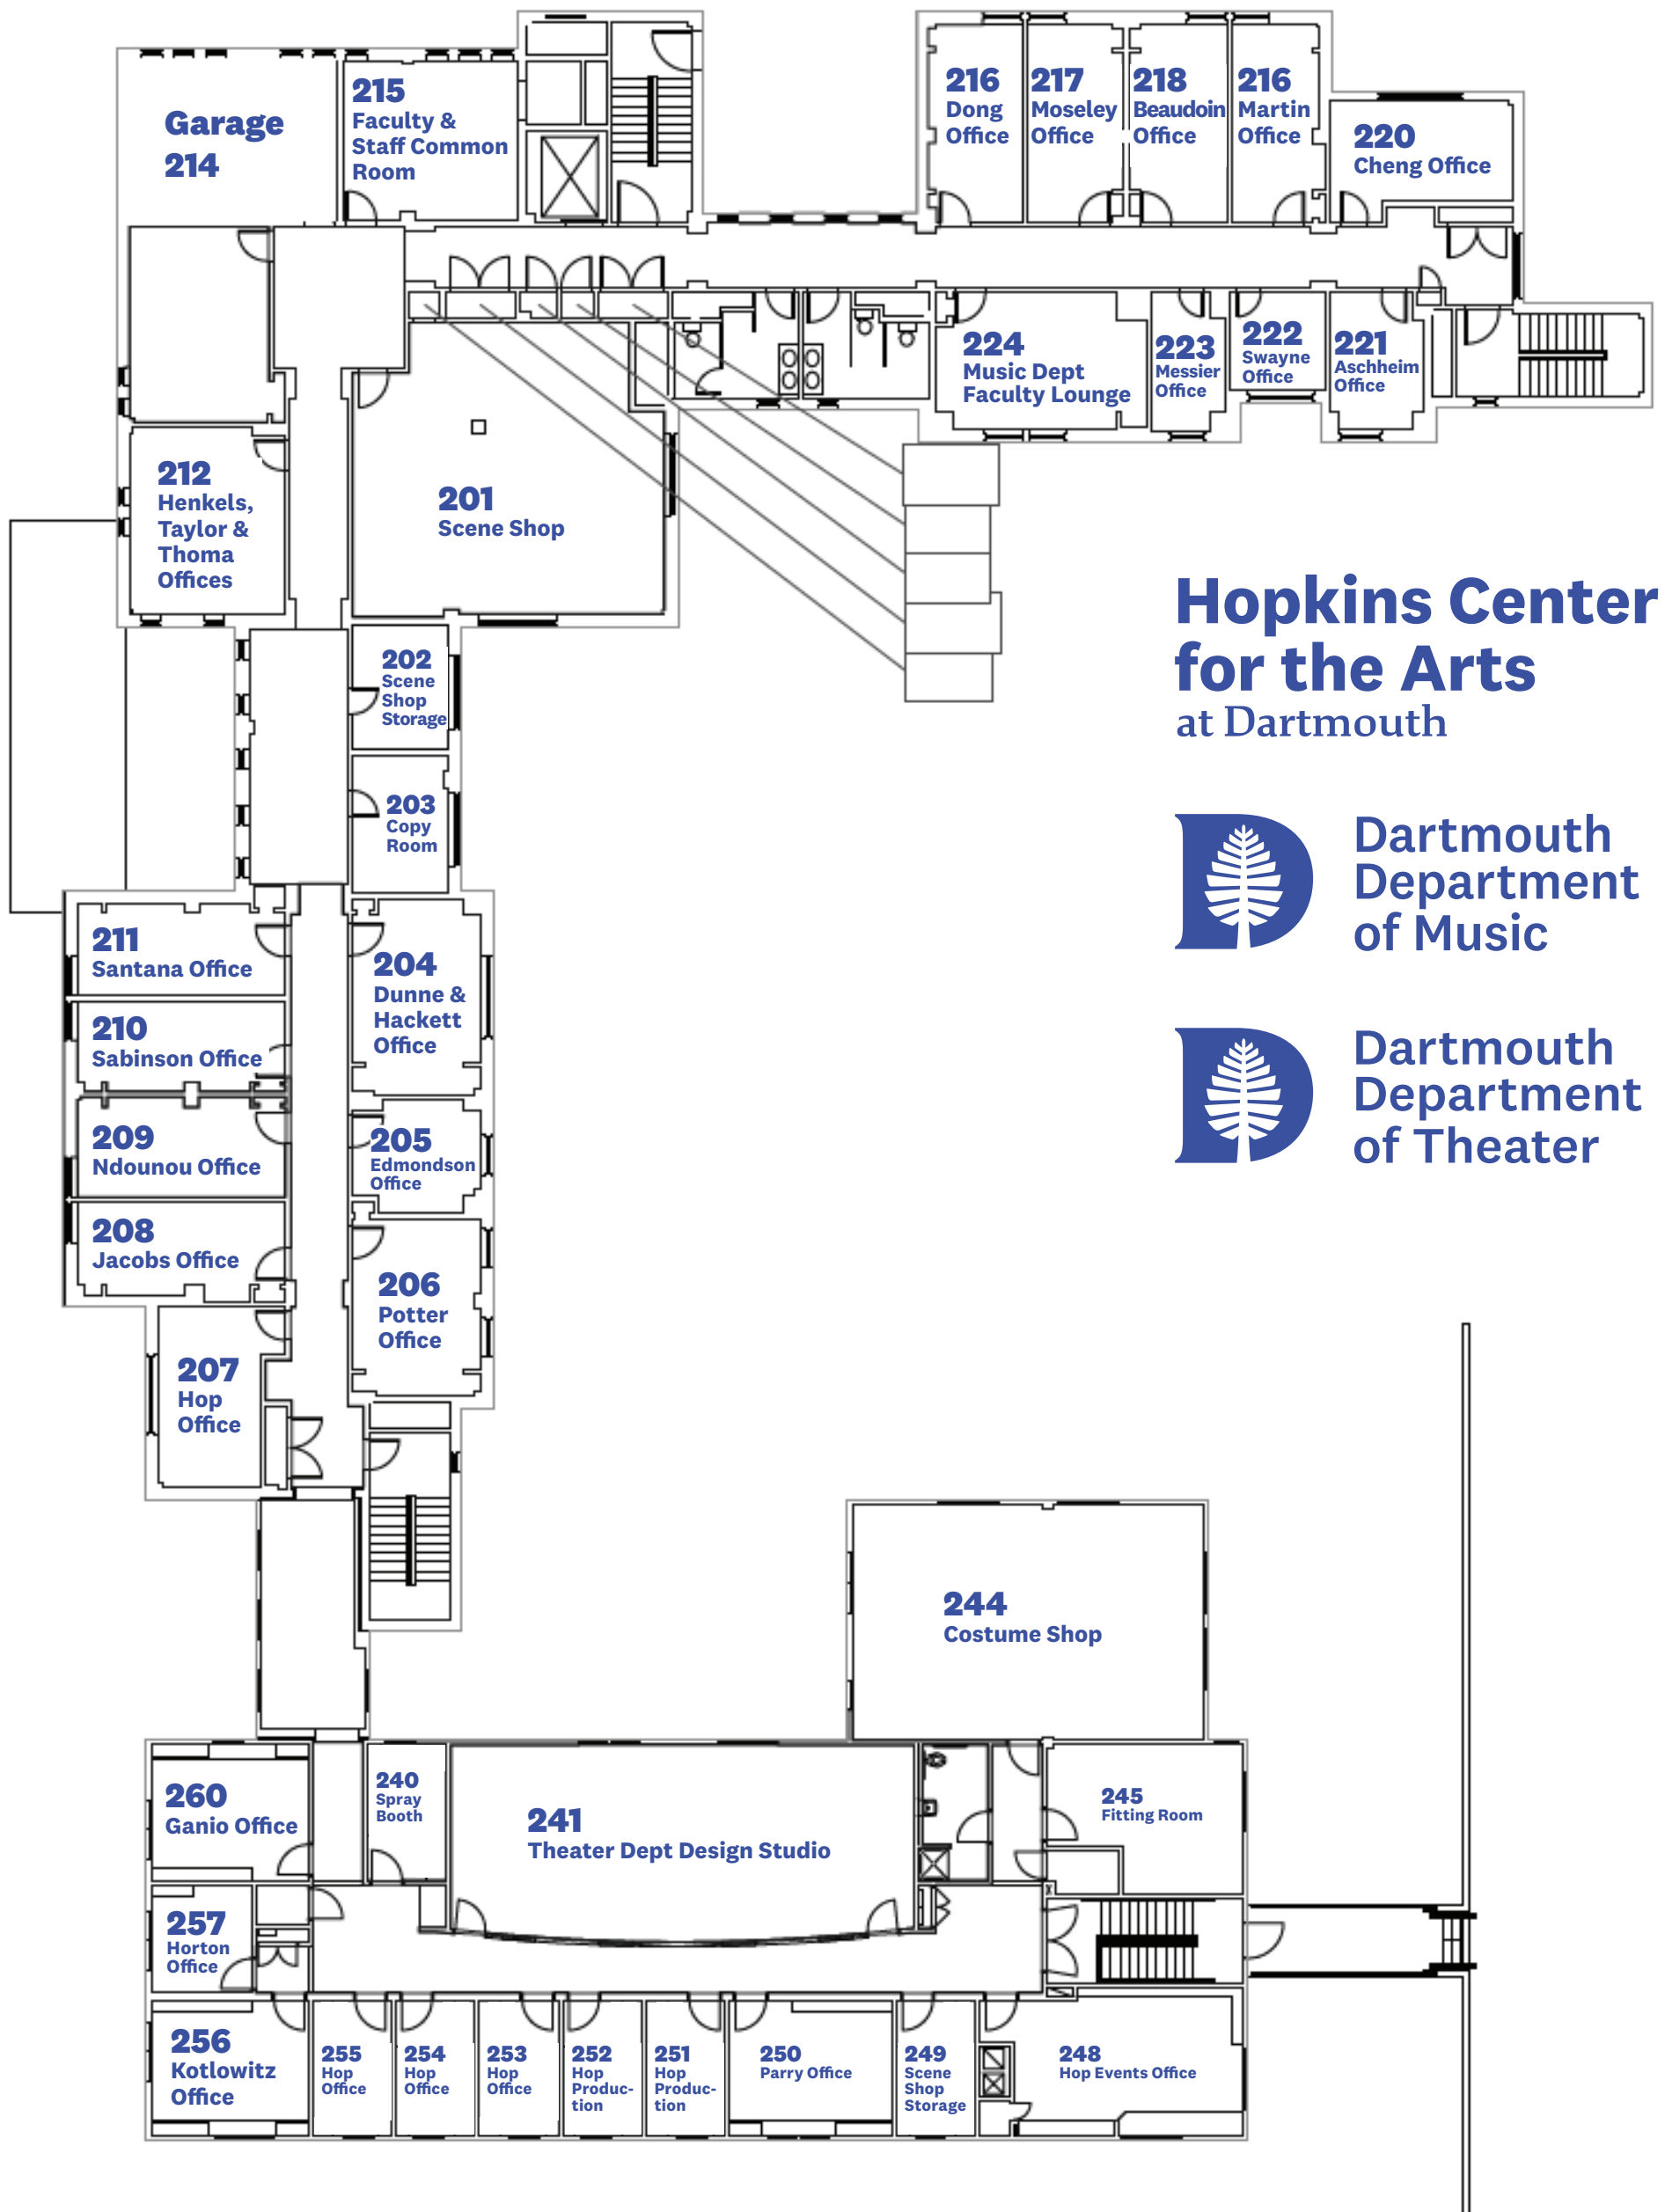 Garage
214
215
Faculty &
Staff Common
Room
216
Dong
Office
217
Moseley
Office
218
Beaudoin
Office
216
Martin
Office
220
Cheng Office
224
Music Dept
Faculty Lounge
223
Messier
Office
222
Swayne
Office
221
Aschheim
Office
212
Henkels,
Taylor &
Thoma
Offices
201
Scene Shop
202
Scene
Shop
Storage
203
Copy
Room
Hopkins Center
for the Arts
at Dartmouth
Dartmouth
Department
of Music
Dartmouth
Department
of Theater
211
Santana Office
210
Sabinson Office
209
Ndounou Office
208
Jacobs Office
207
Hop
Office
204
Dunne &
Hackett
Office
205
Edmondson
Office
206
Potter
Office
244
Costume Shop
260
Ganio Office
240
Spray
Booth
241
Theater Dept Design Studio
245
Fitting Room
257
Horton
Office
256
Kotlowitz
Office
255
Hop
Office
254
Hop
Office
253
Hop
Office
252
Hop
Produc-
tion
251
Hop
Produc-
tion
250
Parry Office
249
Scene
Shop
Storage
248
Hop Events Office